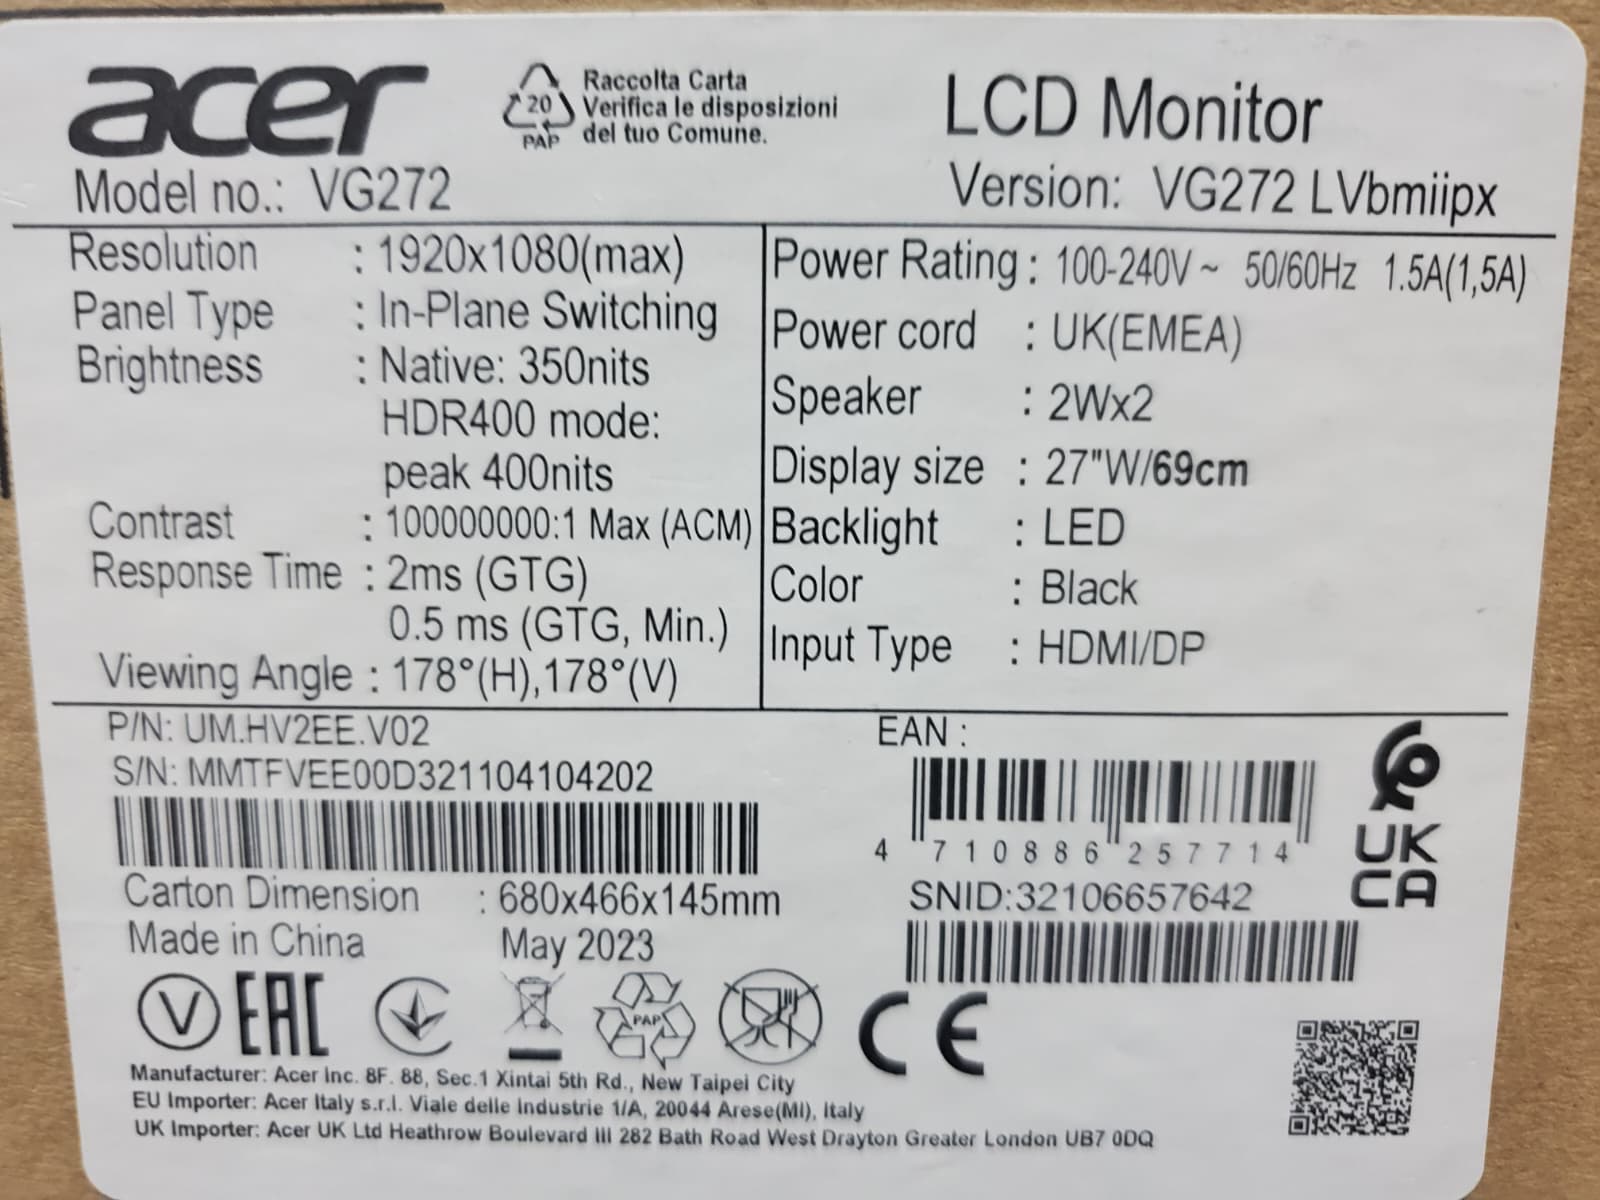 acer
20
PAP
Raccolta Carta
Verifica le disposizioni
del tuo Comune.
LCD Monitor
Model no.: VG272
Version: VG272 LVbmiipx
Resolution : 1920x1080(max)
Panel Type : In-Plane Switching
Brightness : Native: 350nits
HDR400 mode:
peak 400nits
Contrast : 100000000:1 Max (ACM)
Response Time : 2ms (GTG)
0.5 ms (GTG, Min.)
Viewing Angle : 178°(H),178°(V)
Power Rating : 100-240V ~ 50/60Hz 1.5A(1,5A)
Power cord : UK(EMEA)
Speaker : 2Wx2
Display size : 27"W/69cm
Backlight : LED
Color : Black
Input Type : HDMI/DP
P/N: UM.HV2EE.V02
S/N: MMTFVEE00D321104104202
Carton Dimension : 680x466x145mm
Made in China May 2023
EAN :
4 710886 257714
SNID:32106657642
UK
CA
V EAC
PAP
CE
Manufacturer: Acer Inc. 8F. 88, Sec.1 Xintai 5th Rd., New Taipei City
EU Importer: Acer Italy s.r.l. Viale delle Industrie 1/A, 20044 Arese(MI), Italy
UK Importer: Acer UK Ltd Heathrow Boulevard III 282 Bath Road West Drayton Greater London UB7 0DQ